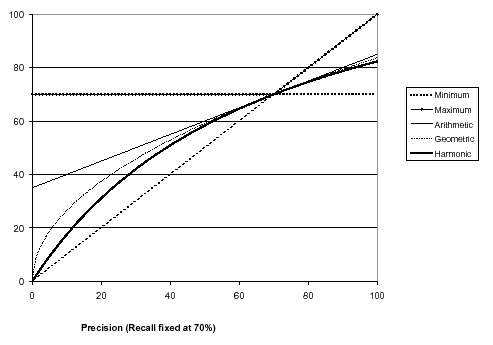 100
80
60
40
20
0
0 20 40 60 80 100
Precision (Recall fixed at 70%)
Minimum
Maximum
Arithmetic
Geometric
Harmonic